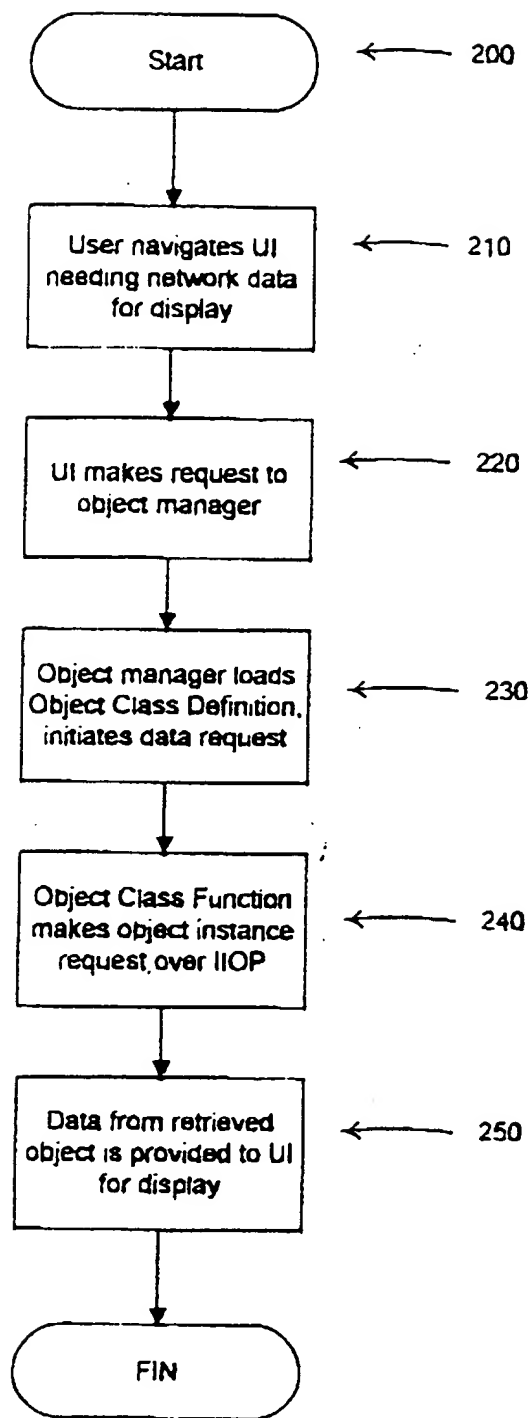 Start
200
User navigates UI
needing network data
for display
210
UI makes request to
object manager
220
Object manager loads
Object Class Definition,
initiates data request
230
Object Class Function
makes object instance
request over IIOP
240
Data from retrieved
object is provided to UI
for display
250
FIN